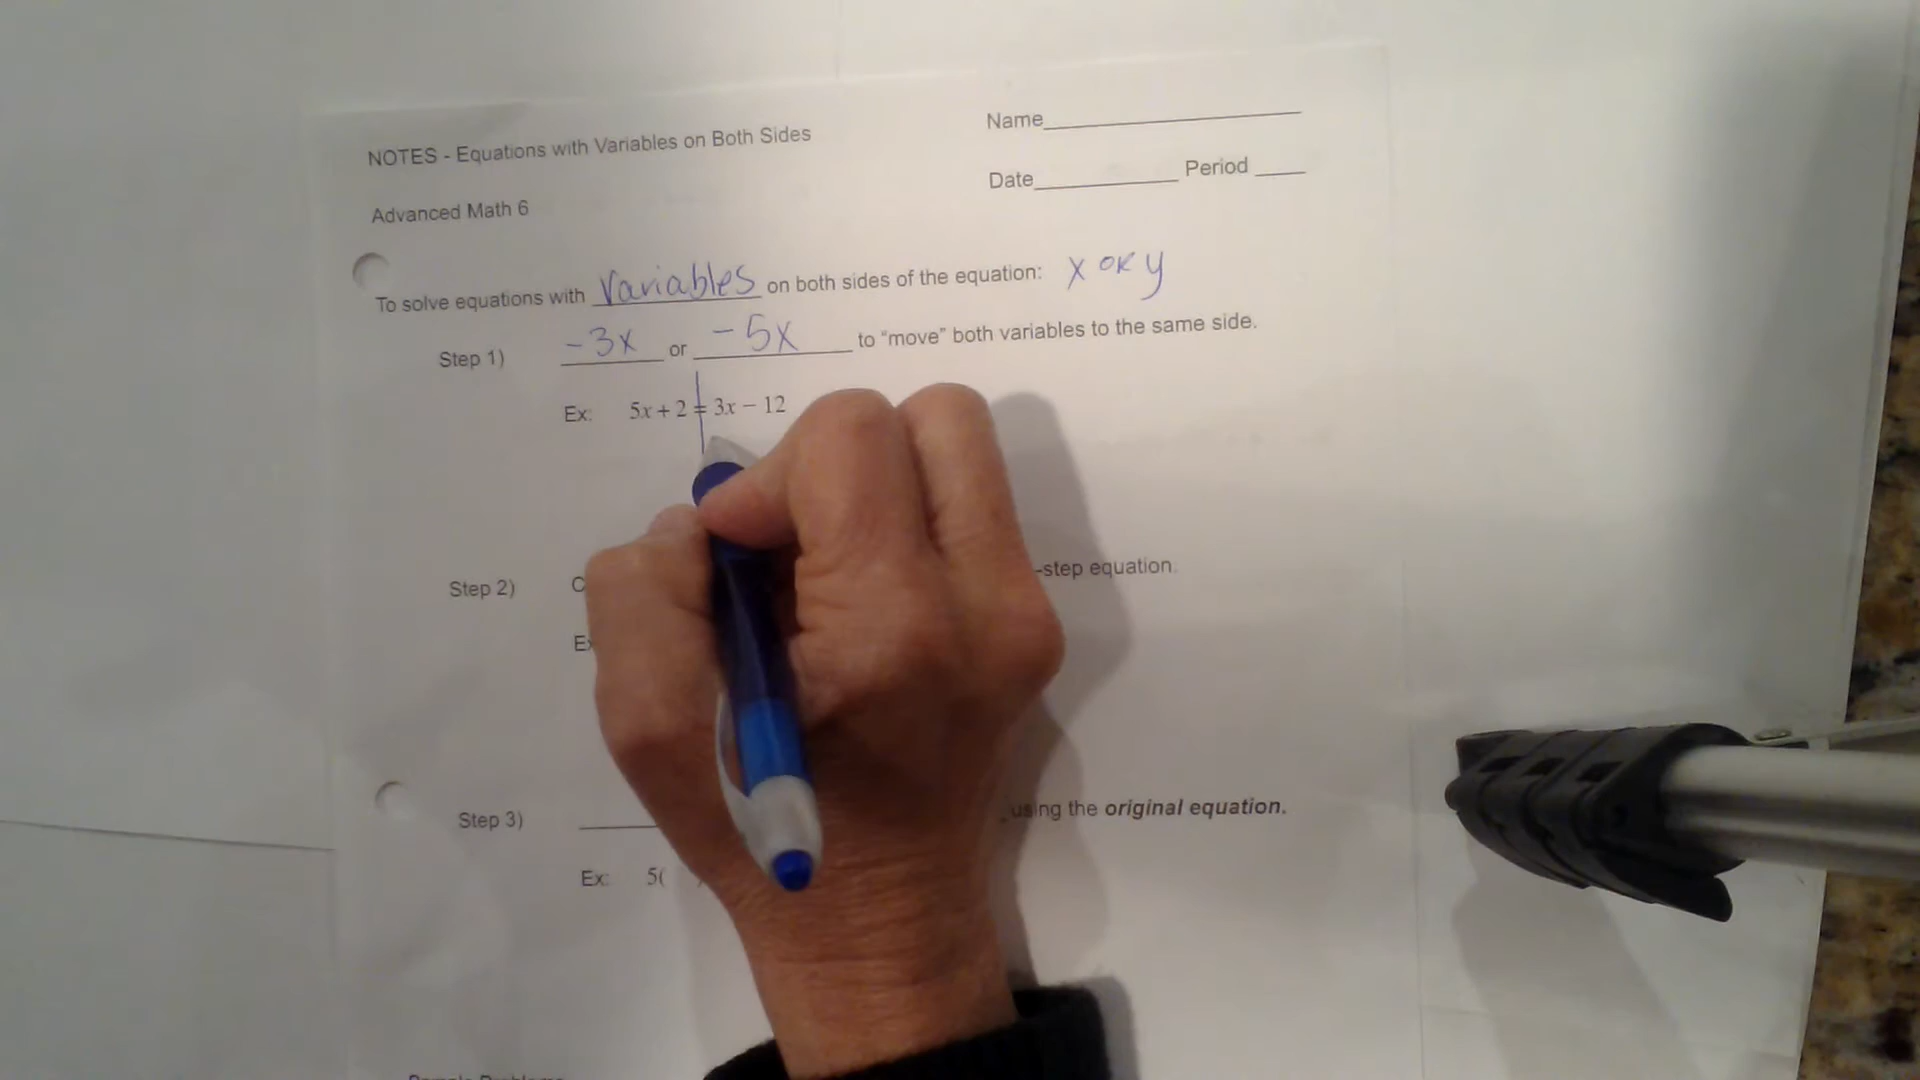 NOTES - Equations with Variables on Both Sides
Name
Date Period
Advanced Math 6
To solve equations with Variables on both sides of the equation: x or y
Step 1) -3x or -5x to “move” both variables to the same side.
Ex: 5x + 2 = 3x − 12
Step 2) -step equation.
Step 3) using the original equation.
Ex: 5(